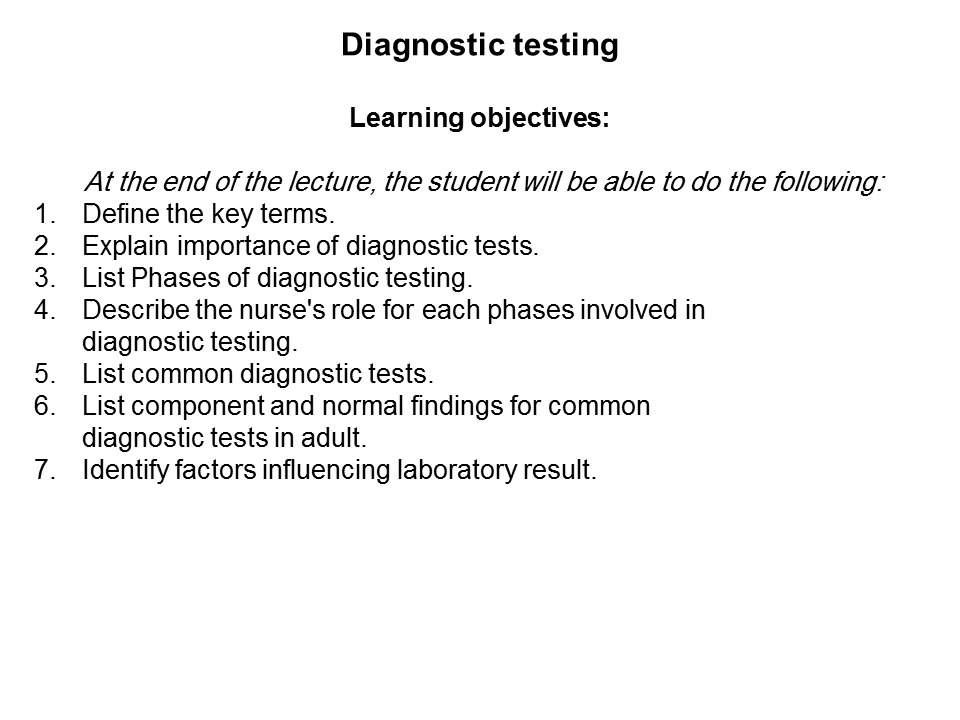 Diagnostic testing
Learning objectives:
At the end of the lecture, the student will be able to do the following:
1. Define the key terms.
2. Explain importance of diagnostic tests.
3. List Phases of diagnostic testing.
4. Describe the nurse's role for each phases involved in
diagnostic testing.
5. List common diagnostic tests.
6. List component and normal findings for common
diagnostic tests in adult.
7. Identify factors influencing laboratory result.